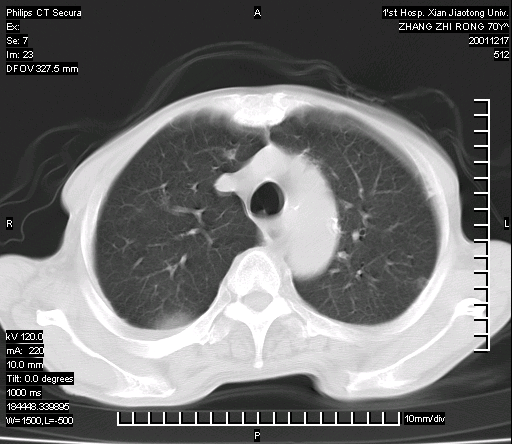 Philips CT Secura
Ex:
Se: 7
Im: 23
DFOV 327.5 mm
A
1'st Hosp. Xian Jiaotong Univ.
ZHANG ZHI RONG 70Y^
20011217
512
R
L
kV 120.0
mA: 220
10.0 mm
Tilt: 0.0 degrees
1000 ms
184448.339895
W=1500,L=-500
10mm/div
P